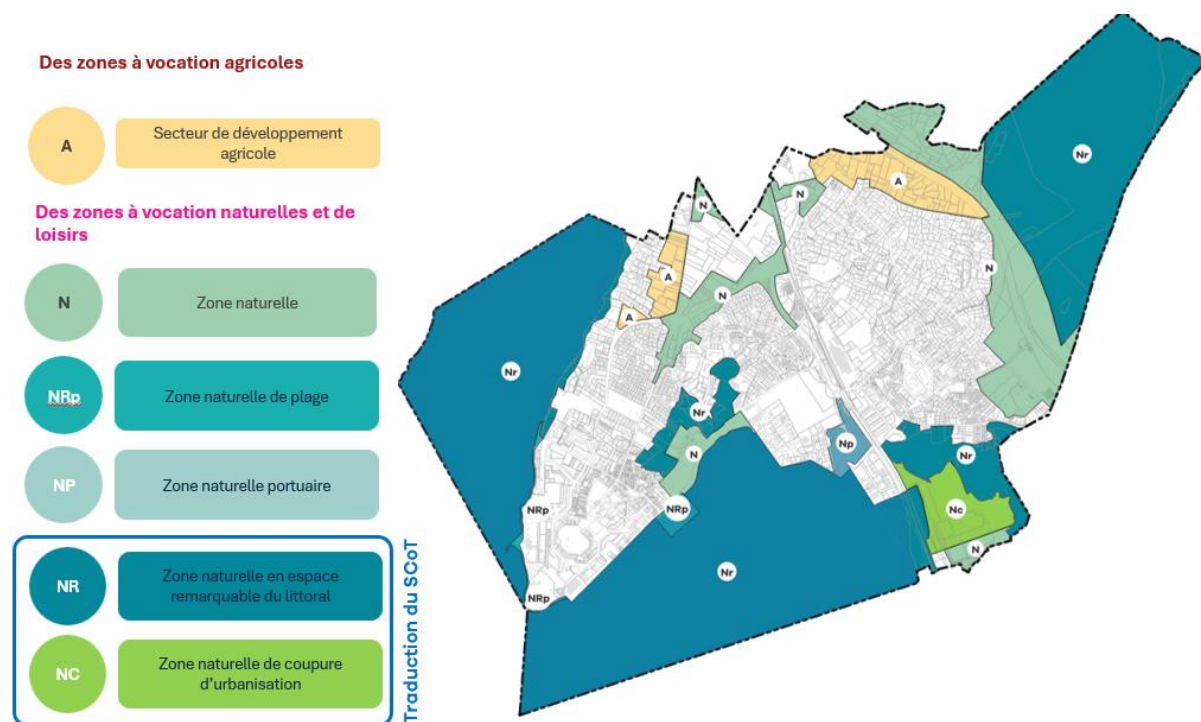 Des zones à vocation agricoles
A
Secteur de développement
agricole
Des zones à vocation naturelles et de
loisirs
N
Zone naturelle
NRp
Zone naturelle de plage
NP
Zone naturelle portuaire
NR
Zone naturelle en espace
remarquable du littoral
NC
Zone naturelle de coupure
d'urbanisation
Traduction du SCoT
Nr
A
N
N
A
N
N
A
Nr
Nr
Np
N
Nr
Nc
NRp
NRp
N
Nr
NRp